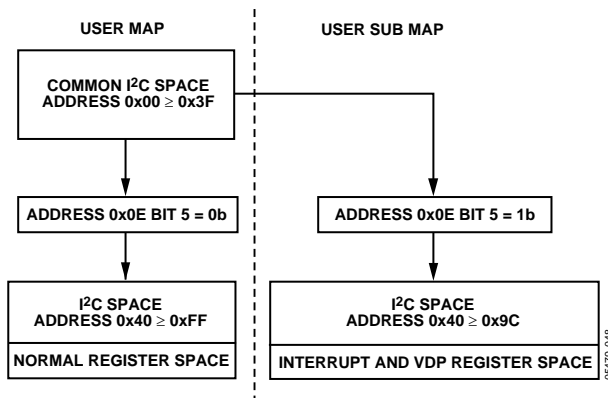 USER MAP
USER SUB MAP
COMMON I²C SPACE
ADDRESS 0x00 ≥ 0x3F
ADDRESS 0x0E BIT 5 = 0b
ADDRESS 0x0E BIT 5 = 1b
I²C SPACE
ADDRESS 0x40 ≥ 0xFF
NORMAL REGISTER SPACE
I²C SPACE
ADDRESS 0x40 ≥ 0x9C
INTERRUPT AND VDP REGISTER SPACE